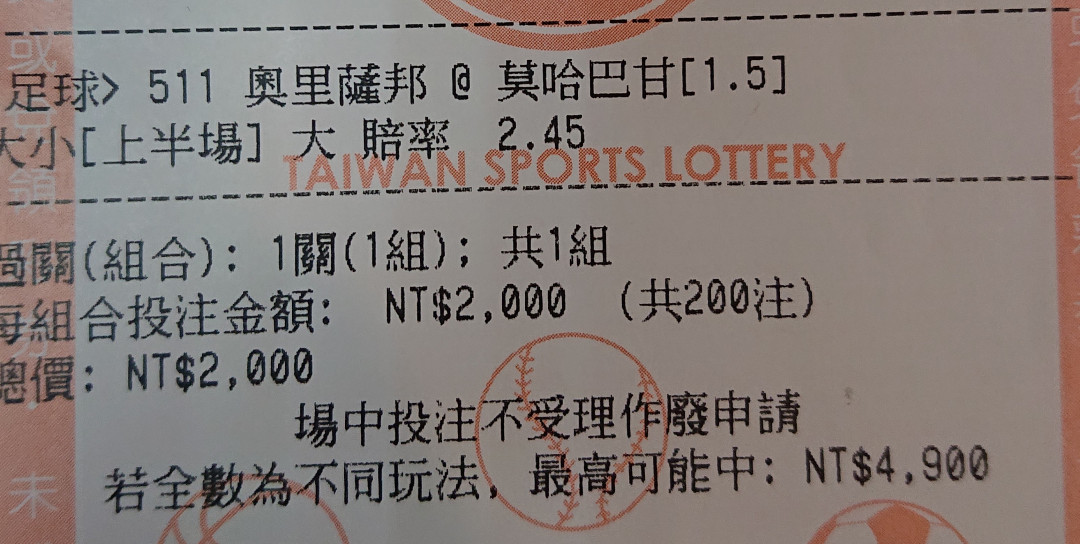 足球> 511 奧里薩邦 @ 莫哈巴甘[1.5]
大小[上半場] 大 賠率 2.45
TAIWAN SPORTS LOTTERY
過關(組合): 1關(1組); 共1組
每組合投注金額: NT$2,000 (共200注)
總價: NT$2,000
場中投注不受理作廢申請
若全數為不同玩法, 最高可能中: NT$4,900
或
領
未